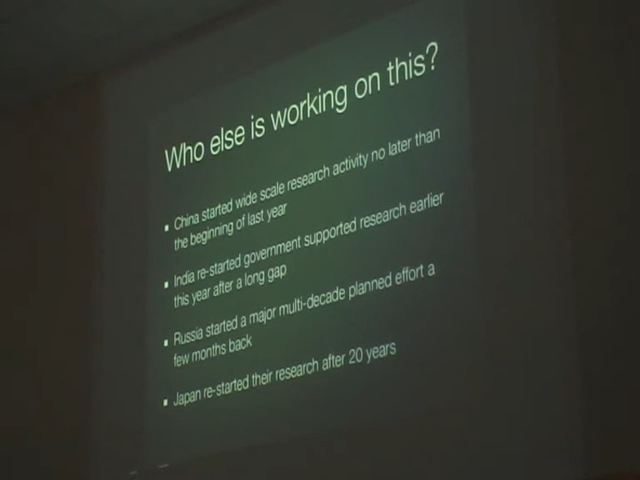 Who else is working on this?
▪ China started wide scale research activity no later than
the beginning of last year
▪ India re-started government supported research earlier
this year after a long gap
▪ Russia started a major multi-decade planned effort a
few months back
▪ Japan re-started their research after 20 years